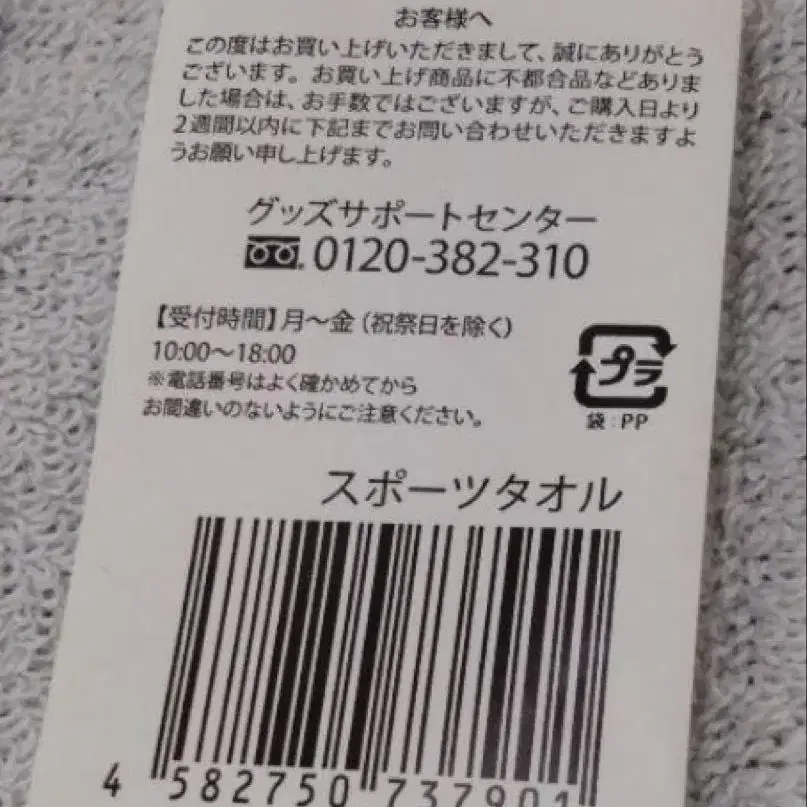 お客様へ
この度はお買い上げいただきまして、誠にありがとう
ございます。お買い上げ商品に不都合品などありま
した場合は、お手数ではございますが、ご購入日より
2週間以内に下記までお問い合わせいただきますよ
うお願い申し上げます。
グッズサポートセンター
0120-382-310
【受付時間】月～金（祝祭日を除く）
10:00～18:00
※電話番号はよく確かめてから
お間違いのないようにご注意ください。
プラ
袋：PP
スポーツタオル
4 582750 737901